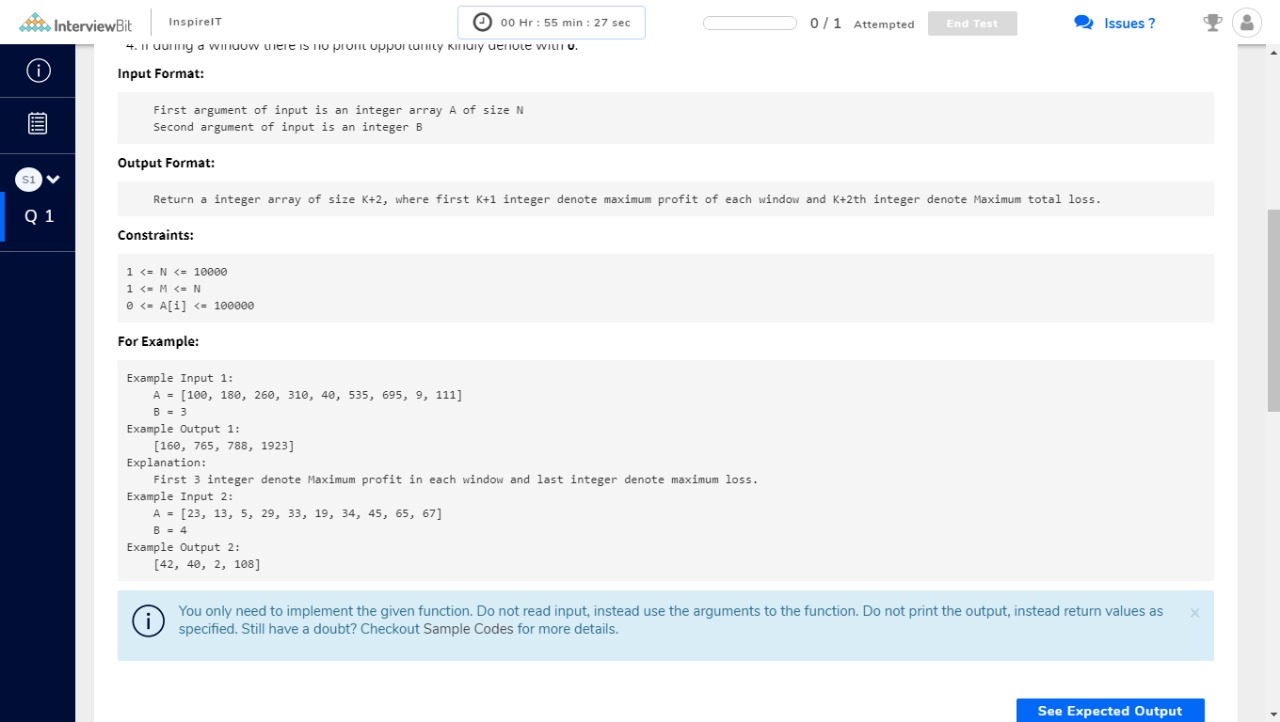 InterviewBit
InspireIT
00 Hr : 55 min : 27 sec
0 / 1 Attempted
End Test
Issues ?
4. If during a window there is no profit opportunity kindly denote with 0.
Input Format:
First argument of input is an integer array A of size N
Second argument of input is an integer B
Output Format:
Return a integer array of size K+2, where first K+1 integer denote maximum profit of each window and K+2th integer denote Maximum total loss.
S1
Q 1
Constraints:
1 <= N <= 10000
1 <= M <= N
0 <= A[i] <= 100000
For Example:
Example Input 1:
A = [100, 180, 260, 310, 40, 535, 695, 9, 111]
B = 3
Example Output 1:
[160, 765, 788, 1923]
Explanation:
First 3 integer denote Maximum profit in each window and last integer denote maximum loss.
Example Input 2:
A = [23, 13, 5, 29, 33, 19, 34, 45, 65, 67]
B = 4
Example Output 2:
[42, 40, 2, 108]
You only need to implement the given function. Do not read input, instead use the arguments to the function. Do not print the output, instead return values as
specified. Still have a doubt? Checkout Sample Codes for more details.
×
See Expected Output